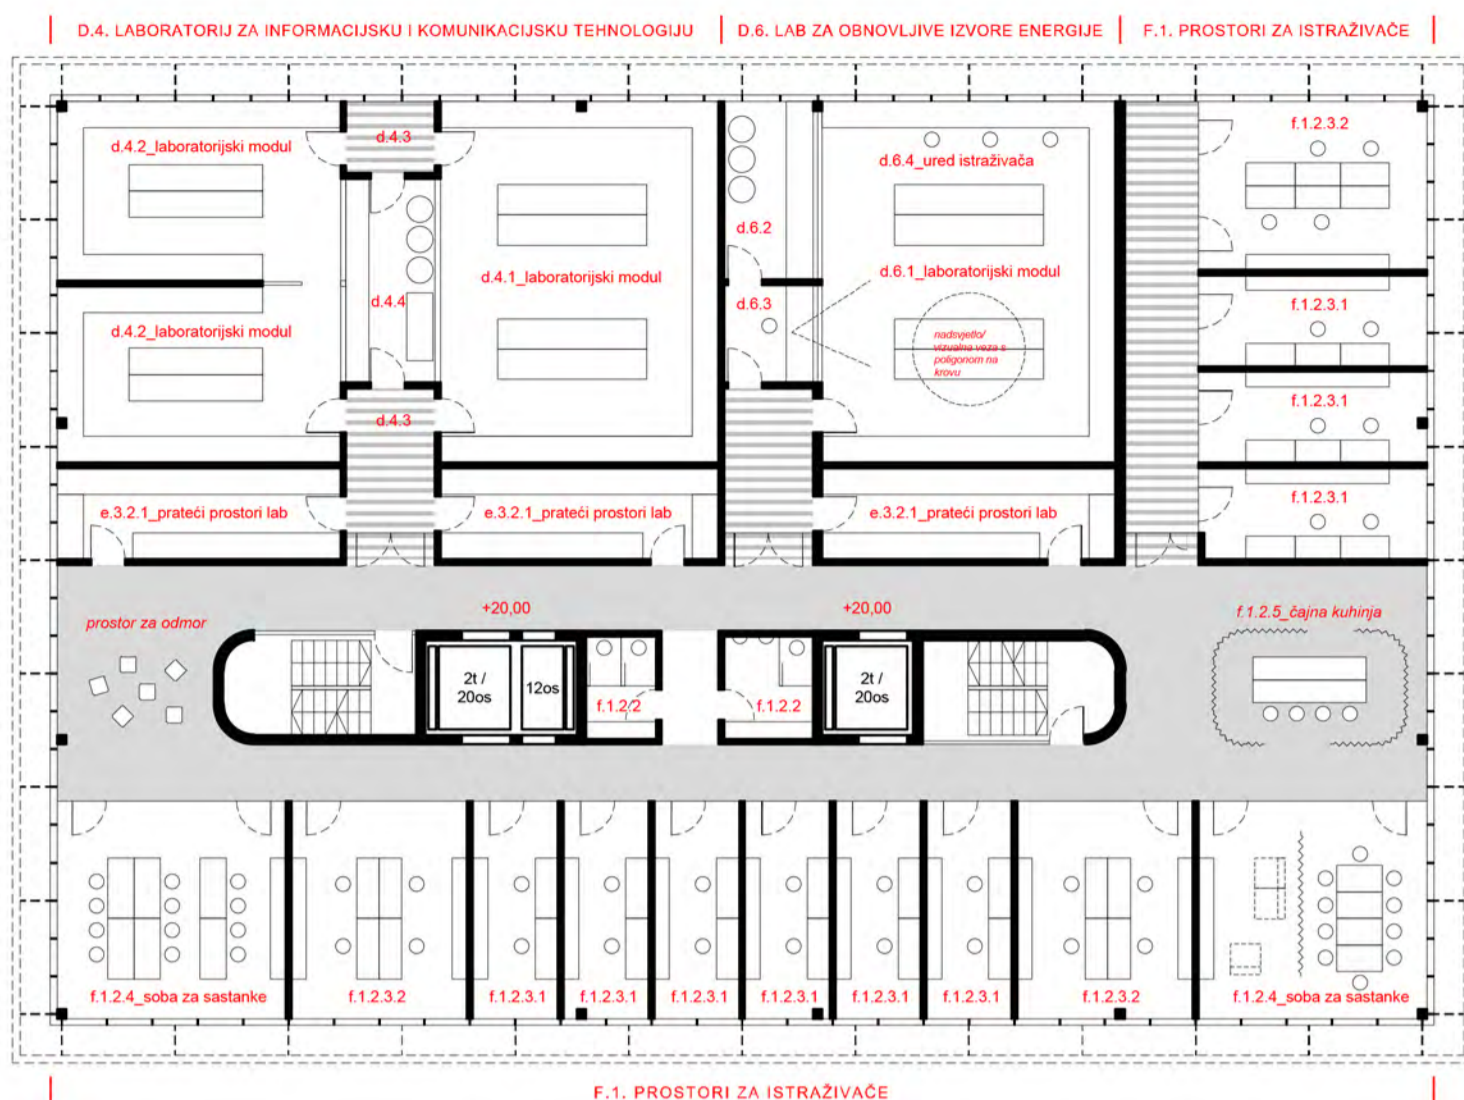 D.4. LABORATORIJ ZA INFORMACIJSKU I KOMUNIKACIJSKU TEHNOLOGIJU
D.6. LAB ZA OBNOVLJIVE IZVORE ENERGIJE
F.1. PROSTORI ZA ISTRAŽIVAČE
d.4.2_laboratorijski modul
d.4.3
d.6.4_ured istraživača
f.1.2.3.2
d.6.2
d.4.1_laboratorijski modul
d.6.1_laboratorijski modul
d.4.4
d.6.3
f.1.2.3.1
d.4.2_laboratorijski modul
nadsvjetlo/
vizualna veza s
poligonom na
krovu
f.1.2.3.1
d.4.3
f.1.2.3.1
e.3.2.1_prateći prostori lab
e.3.2.1_prateći prostori lab
e.3.2.1_prateći prostori lab
+20,00
+20,00
prostor za odmor
f.1.2.5_čajna kuhinja
2t /
20os
12os
f.1.2.2
f.1.2.2
2t /
20os
f.1.2.4_soba za sastanke
f.1.2.3.2
f.1.2.3.1
f.1.2.3.1
f.1.2.3.1
f.1.2.3.1
f.1.2.3.1
f.1.2.3.1
f.1.2.3.2
f.1.2.4_soba za sastanke
F.1. PROSTORI ZA ISTRAŽIVAČE